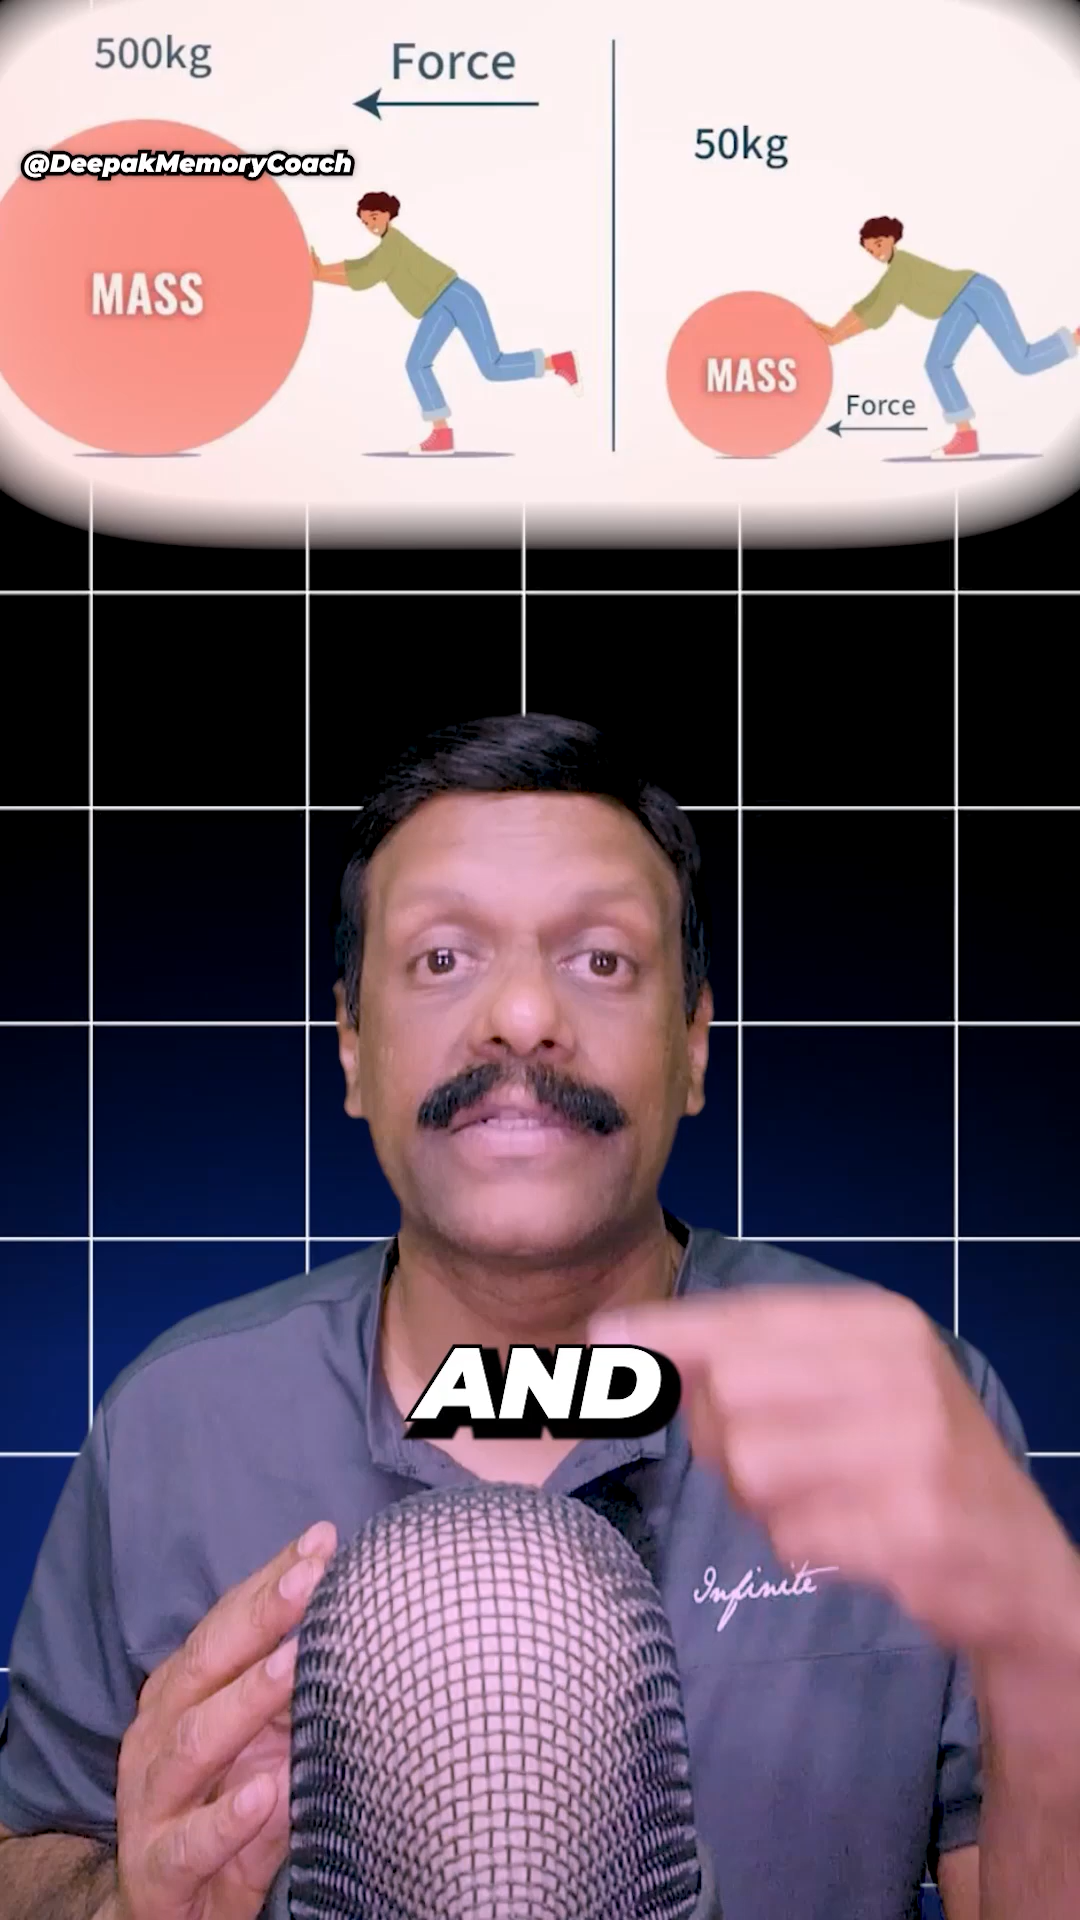 500kg
Force
50kg
@DeepakMemoryCoach
MASS
MASS
Force
AND
Infinite